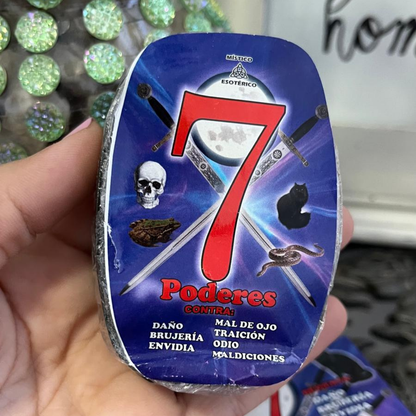 MÍSTICO
ESOTÉRICO
7
Poderes
CONTRA:
DAÑO
BRUJERÍA
ENVIDIA
MAL DE OJO
TRAICIÓN
ODIO
MALDICIONES
hom